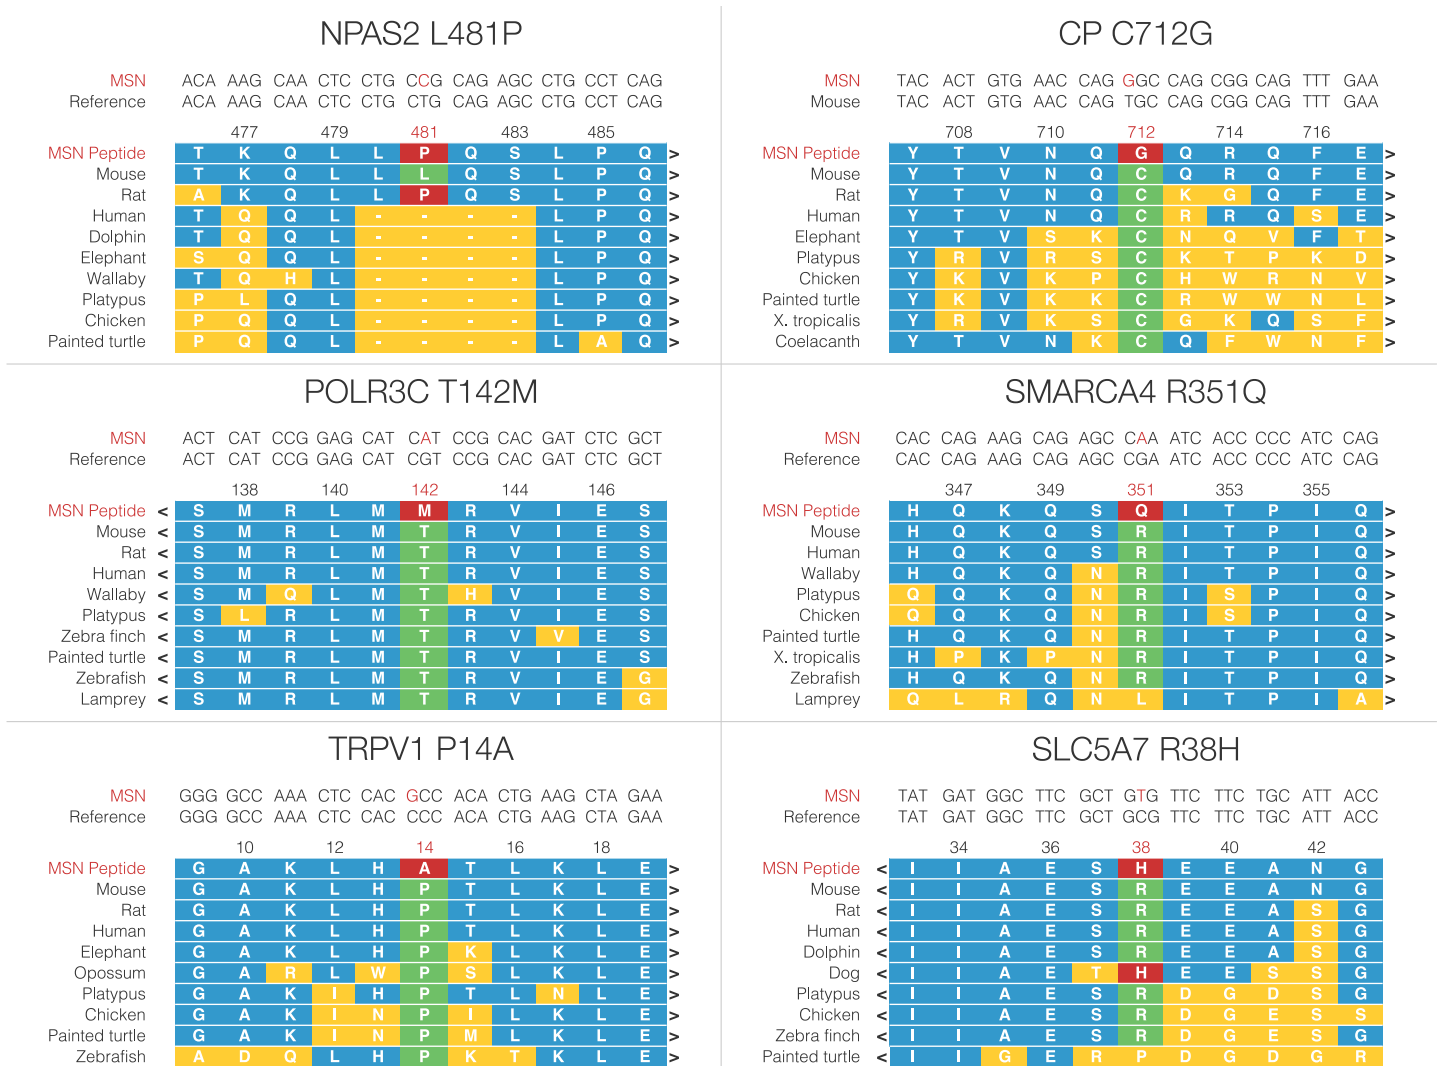 NPAS2 L481P
MSN ACA AAG CAA CTC CTG CCG CAG AGC CTG CCT CAG
Reference ACA AAG CAA CTC CTG CTG CAG AGC CTG CCT CAG
477 479 481 483 485
MSN Peptide T K Q L L P Q S L P Q >
Mouse T K Q L L L Q S L P Q >
Rat A K Q L L P Q S L P Q >
Human T Q Q L - - - - L P Q >
Dolphin T Q Q L - - - - L P Q >
Elephant S Q Q L - - - - L P Q >
Wallaby T Q H L - - - - L P Q >
Platypus P L Q L - - - - L P Q >
Chicken P Q Q L - - - - L P Q >
Painted turtle P Q Q L - - - - L A Q >
CP C712G
MSN TAC ACT GTG AAC CAG GGC CAG CGG CAG TTT GAA
Mouse TAC ACT GTG AAC CAG TGC CAG CGG CAG TTT GAA
708 710 712 714 716
MSN Peptide Y T V N Q G Q R Q F E >
Mouse Y T V N Q C Q R Q F E >
Rat Y T V N Q C K G Q F E >
Human Y T V N Q C R R Q S E >
Elephant Y T V S K C N Q V F T >
Platypus Y R V R S C K T P K D >
Chicken Y K V K P C H W R N V >
Painted turtle Y K V K K C R W W N L >
X. tropicalis Y R V K S C G K Q S F >
Coelacanth Y T V N K C Q F W N F >
POLR3C T142M
MSN ACT CAT CCG GAG CAT CAT CCG CAC GAT CTC GCT
Reference ACT CAT CCG GAG CAT CGT CCG CAC GAT CTC GCT
138 140 142 144 146
MSN Peptide < S M R L M M R V I E S
Mouse < S M R L M T R V I E S
Rat < S M R L M T R V I E S
Human < S M R L M T R V I E S
Wallaby < S M Q L M T H V I E S
Platypus < S L R L M T R V I E S
Zebra finch < S M R L M T R V V E S
Painted turtle < S M R L M T R V I E S
Zebrafish < S M R L M T R V I E G
Lamprey < S M R L M T R V I E G
SMARCA4 R351Q
MSN CAC CAG AAG CAG AGC CAA ATC ACC CCC ATC CAG
Reference CAC CAG AAG CAG AGC CGA ATC ACC CCC ATC CAG
347 349 351 353 355
MSN Peptide H Q K Q S Q I T P I Q >
Mouse H Q K Q S R I T P I Q >
Human H Q K Q S R I T P I Q >
Wallaby H Q K Q N R I T P I Q >
Platypus Q Q K Q N R I S P I Q >
Chicken Q Q K Q N R I S P I Q >
Painted turtle H Q K Q N R I T P I Q >
X. tropicalis H P K P N R I T P I Q >
Zebrafish H Q K Q N R I T P I Q >
Lamprey Q L R Q N L I T P I A >
TRPV1 P14A
MSN GGG GCC AAA CTC CAC GCC ACA CTG AAG CTA GAA
Reference GGG GCC AAA CTC CAC CCC ACA CTG AAG CTA GAA
10 12 14 16 18
MSN Peptide G A K L H A T L K L E >
Mouse G A K L H P T L K L E >
Rat G A K L H P T L K L E >
Human G A K L H P T L K L E >
Elephant G A K L H P K L K L E >
Opossum G A R L W P S L K L E >
Platypus G A K I H P T L N L E >
Chicken G A K I N P I L K L E >
Painted turtle G A K I N P M L K L E >
Zebrafish A D Q L H P K T K L E >
SLC5A7 R38H
MSN TAT GAT GGC TTC GCT GTG TTC TTC TGC ATT ACC
Reference TAT GAT GGC TTC GCT GCG TTC TTC TGC ATT ACC
34 36 38 40 42
MSN Peptide < I I A E S H E E A N G
Mouse < I I A E S R E E A N G
Rat < I I A E S R E E A S G
Human < I I A E S R E E A S G
Dolphin < I I A E S R E E A S G
Dog < I I A E T H E E S S G
Platypus < I I A E S R D G D S G
Chicken < I I A E S R D G E S S
Zebra finch < I I A E S R D G E S G
Painted turtle < I I G E R P D G D G R